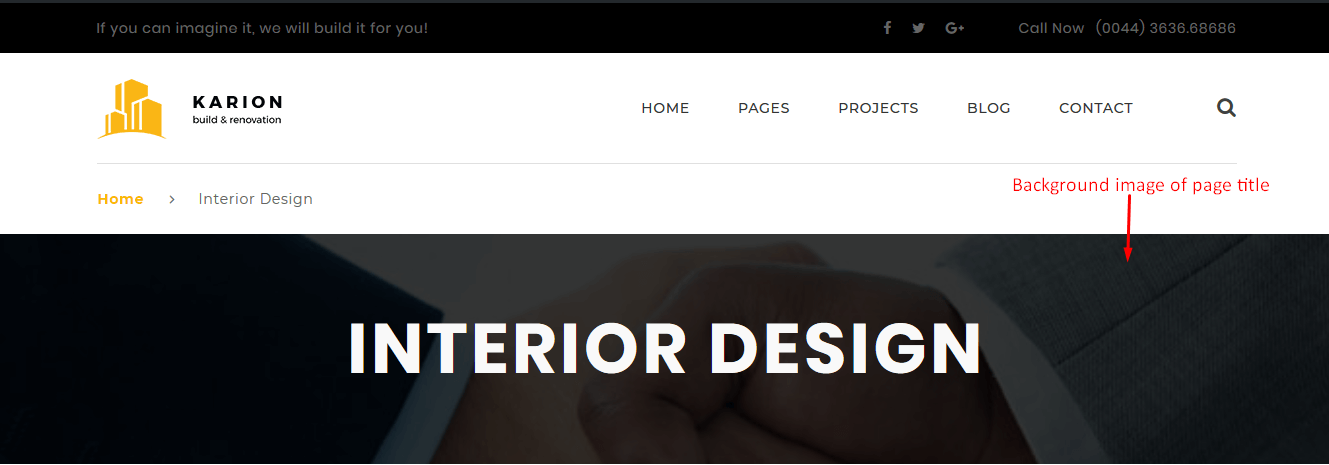 If you can imagine it, we will build it for you!
Call Now (0044) 3636.68686
KARION
build & renovation
HOME PAGES PROJECTS BLOG CONTACT
Home > Interior Design
Background image of page title
INTERIOR DESIGN